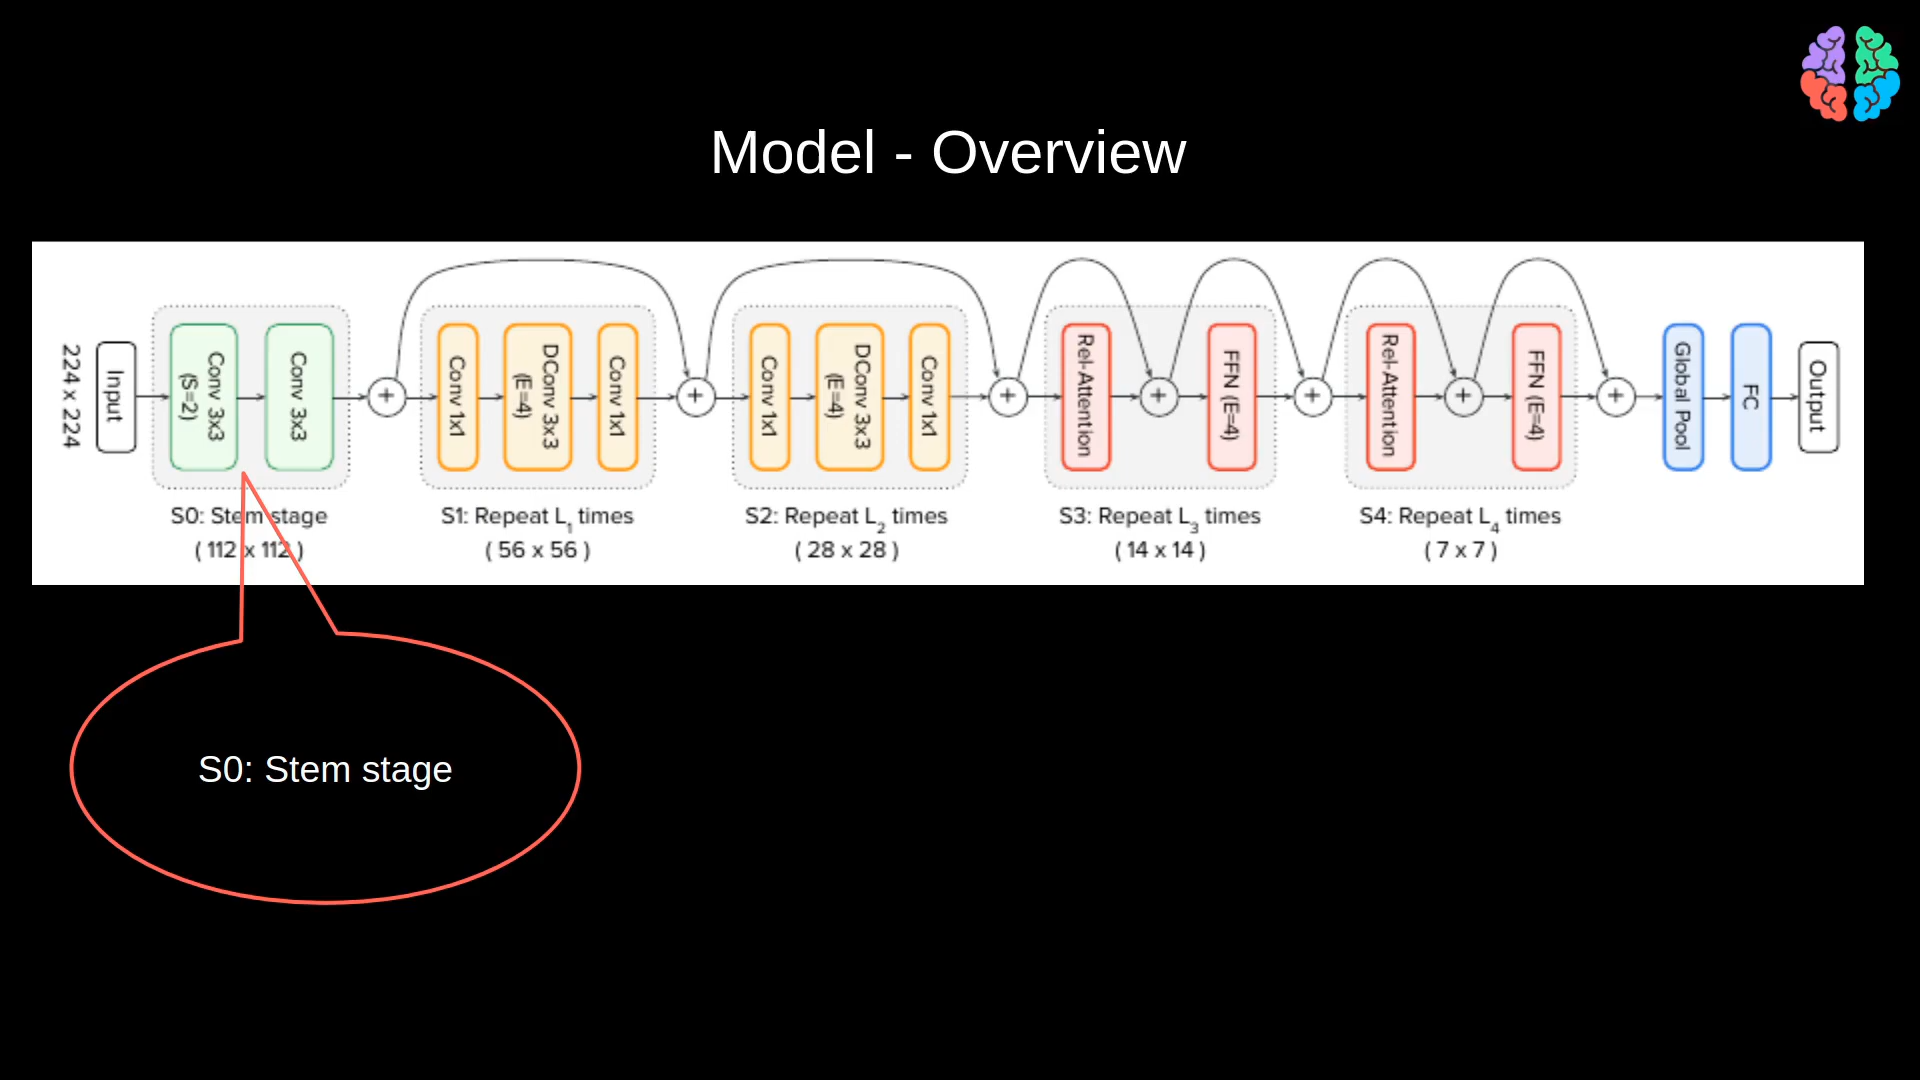 Model - Overview
224 x 224
Input
Conv 3x3
(S=2)
Conv 3x3
Conv 1x1
DConv 3x3
(E=4)
Conv 1x1
Conv 1x1
DConv 3x3
(E=4)
Conv 1x1
Rel-Attention
FFN (E=4)
Rel-Attention
FFN (E=4)
Global Pool
FC
Output
S0: Stem stage
( 112 x 112 )
S1: Repeat L1 times
( 56 x 56 )
S2: Repeat L2 times
( 28 x 28 )
S3: Repeat L3 times
( 14 x 14 )
S4: Repeat L4 times
( 7 x 7 )
S0: Stem stage